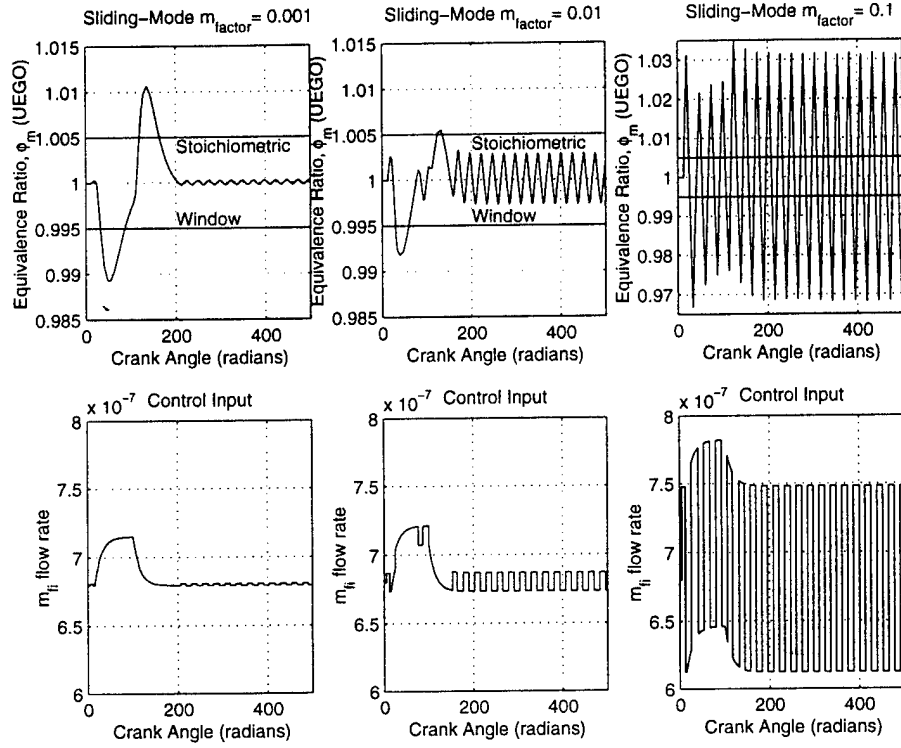 Sliding-Mode m_factor= 0.001
1.015
1.01
1.005
1
0.995
0.99
0.985
Equivalence Ratio, ϕ_m (UEGO)
Stoichiometric
Window
0 200 400
Crank Angle (radians)
Sliding-Mode m_factor= 0.01
1.015
1.01
1.005
1
0.995
0.99
0.985
Equivalence Ratio, ϕ_m (UEGO)
Stoichiometric
Window
0 200 400
Crank Angle (radians)
Sliding-Mode m_factor= 0.1
1.03
1.02
1.01
1
0.99
0.98
0.97
Equivalence Ratio, ϕ_m (UEGO)
0 200 400
Crank Angle (radians)
x 10^-7 Control Input
8
7.5
7
6.5
6
m_fi flow rate
0 200 400
Crank Angle (radians)
x 10^-7 Control Input
8
7.5
7
6.5
6
m_fi flow rate
0 200 400
Crank Angle (radians)
x 10^-7 Control Input
8
7.5
7
6.5
6
m_fi flow rate
0 200 400
Crank Angle (radians)